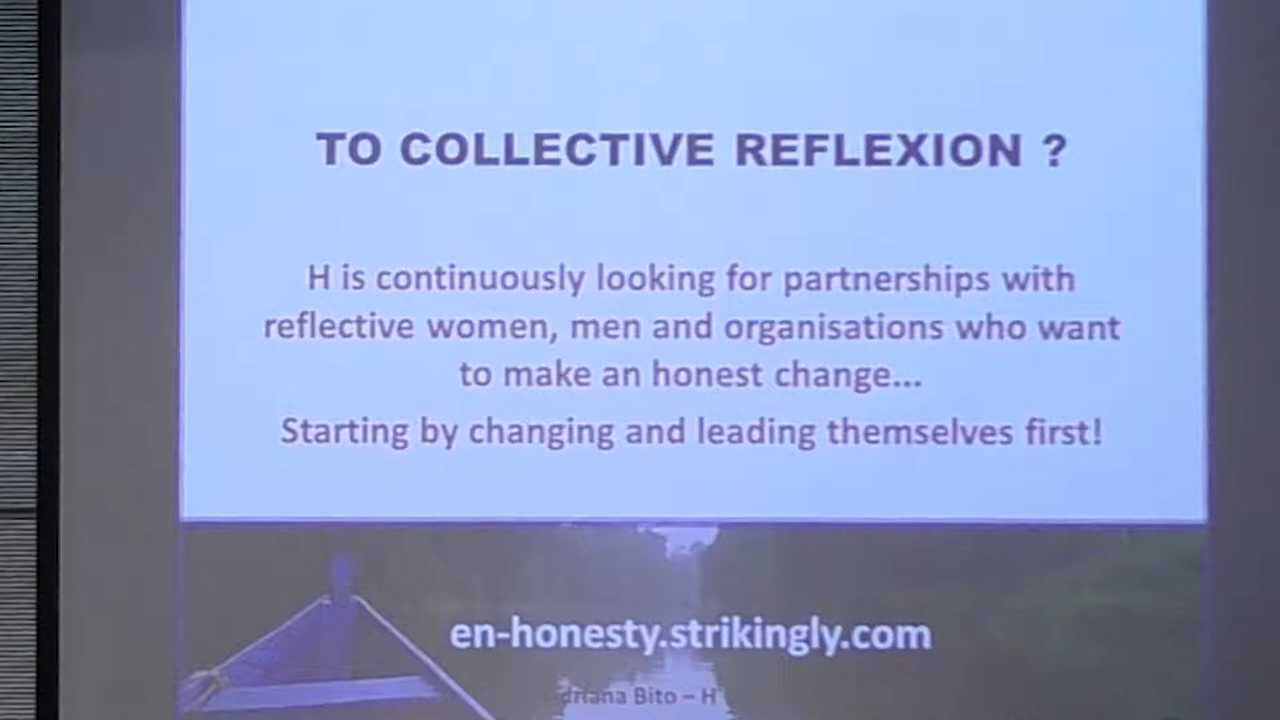 TO COLLECTIVE REFLEXION ?
H is continuously looking for partnerships with
reflective women, men and organisations who want
to make an honest change...
Starting by changing and leading themselves first!
en-honesty.strikingly.com
Bito – H